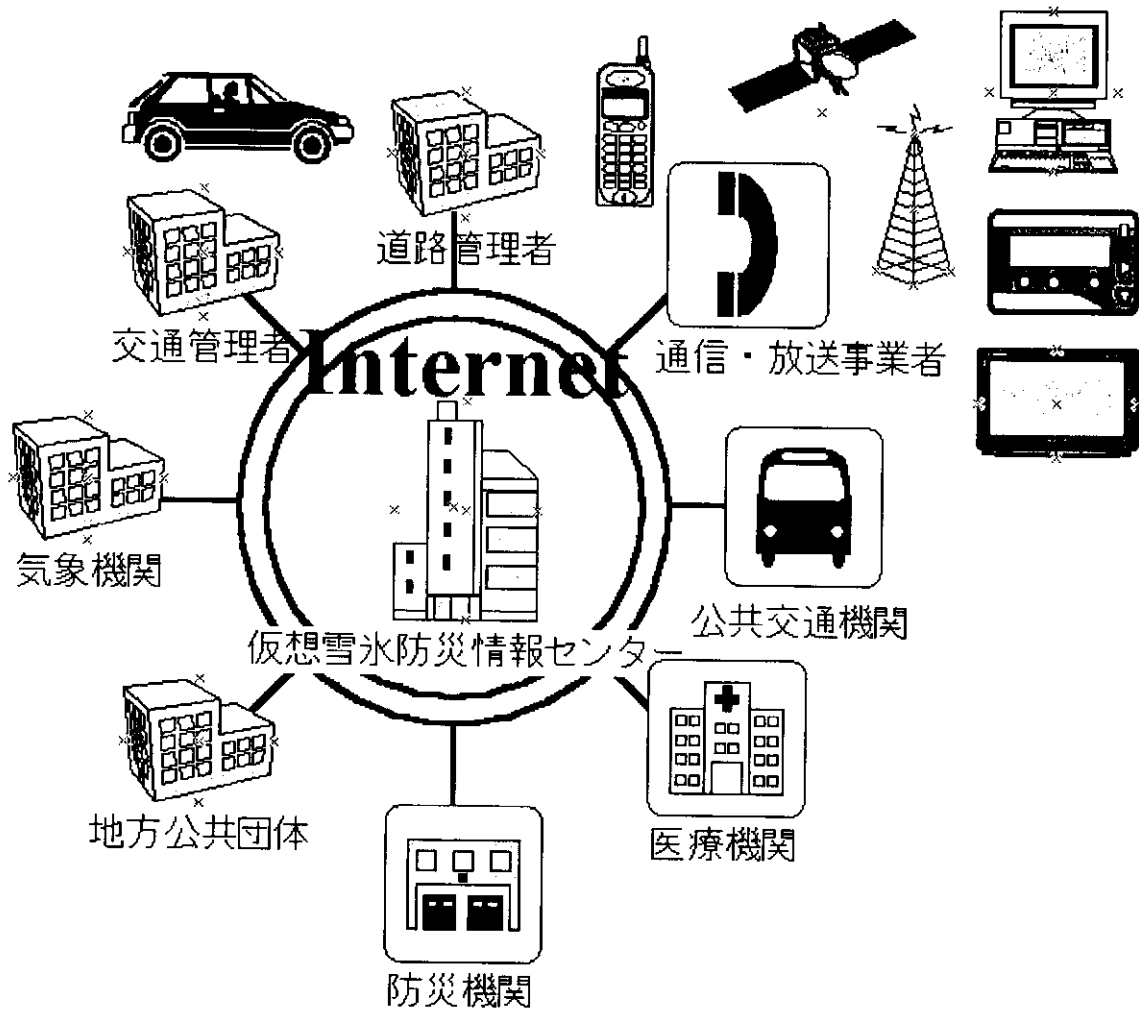 道路管理者
交通管理者
Internet
通信・放送事業者
気象機関
公共交通機関
仮想雪氷防災情報センター
地方公共団体
医療機関
防災機関